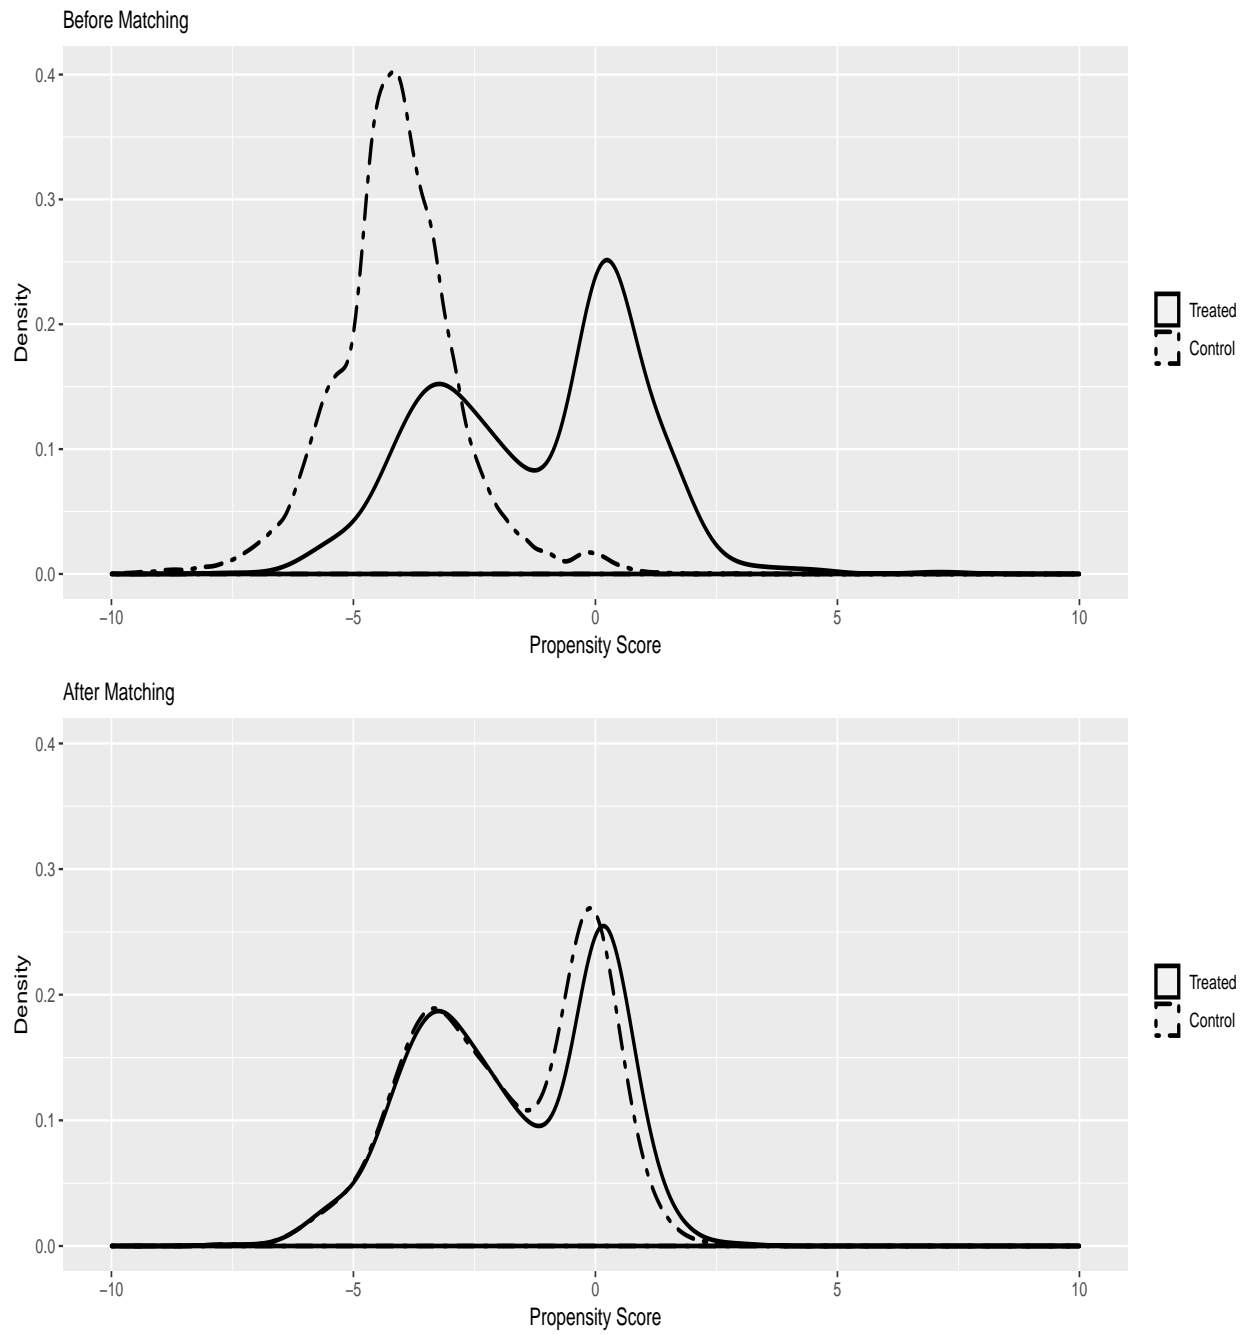 Before Matching
0.4
0.3
0.2
0.1
0.0
Density
−10 −5 0 5 10
Propensity Score
Treated
Control
After Matching
0.4
0.3
0.2
0.1
0.0
Density
−10 −5 0 5 10
Propensity Score
Treated
Control